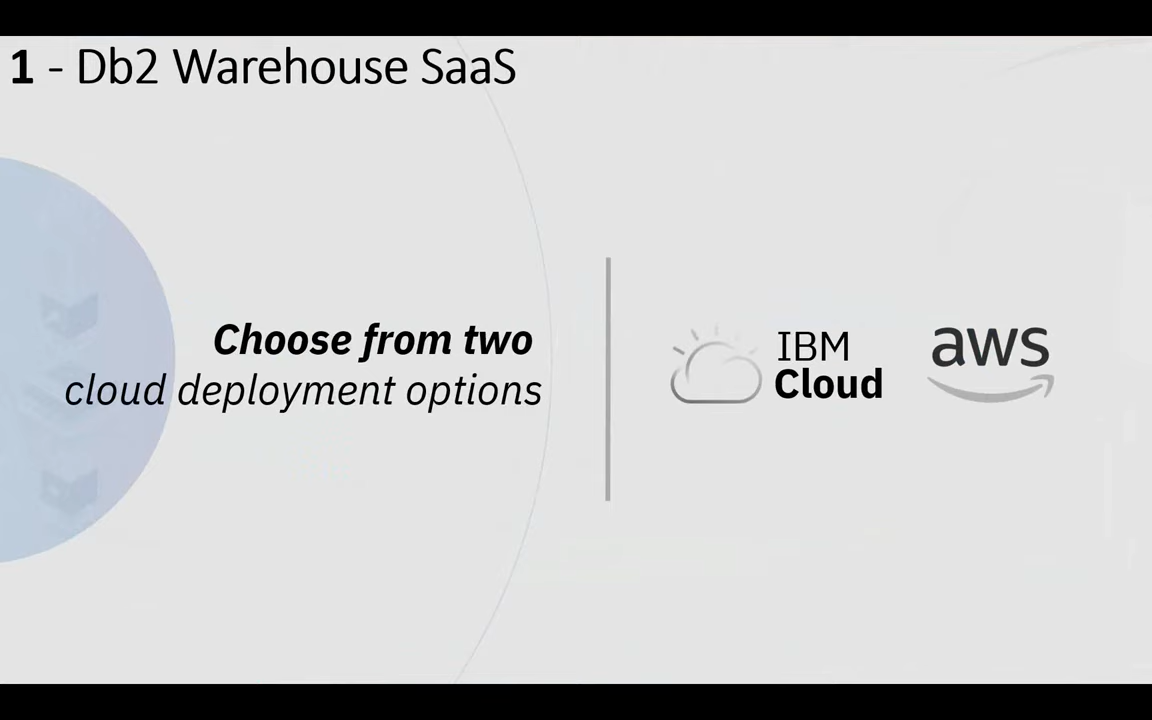 1 - Db2 Warehouse SaaS
Choose from two
cloud deployment options
IBM
Cloud
aws